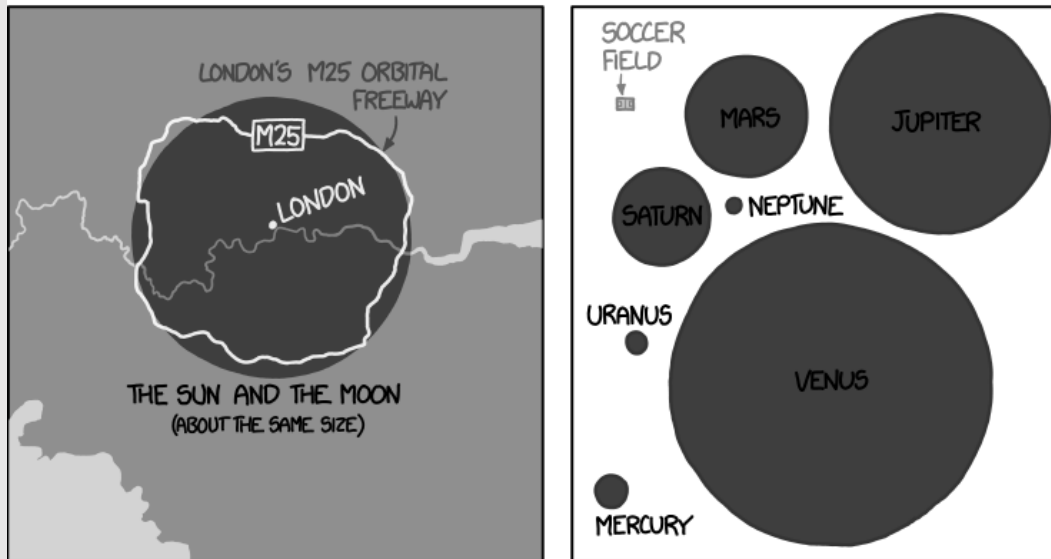 LONDON'S M25 ORBITAL
FREEWAY
M25
LONDON
THE SUN AND THE MOON
(ABOUT THE SAME SIZE)
SOCCER
FIELD
MARS
JUPITER
SATURN
NEPTUNE
URANUS
VENUS
MERCURY